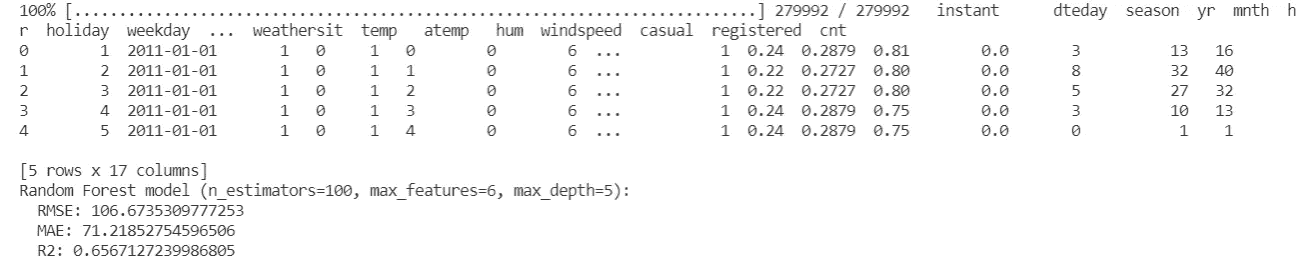 100% [............................................................................] 279992 / 279992 instant dteday season yr mnth h
r holiday weekday ... weathersit temp atemp hum windspeed casual registered cnt
0 1 2011-01-01 1 0 1 0 0 6 ... 1 0.24 0.2879 0.81 0.0 3 13 16
1 2 2011-01-01 1 0 1 1 0 6 ... 1 0.22 0.2727 0.80 0.0 8 32 40
2 3 2011-01-01 1 0 1 2 0 6 ... 1 0.22 0.2727 0.80 0.0 5 27 32
3 4 2011-01-01 1 0 1 3 0 6 ... 1 0.24 0.2879 0.75 0.0 3 10 13
4 5 2011-01-01 1 0 1 4 0 6 ... 1 0.24 0.2879 0.75 0.0 0 1 1
[5 rows x 17 columns]
Random Forest model (n_estimators=100, max_features=6, max_depth=5):
RMSE: 106.6735309777253
MAE: 71.21852754596506
R2: 0.6567127239986805